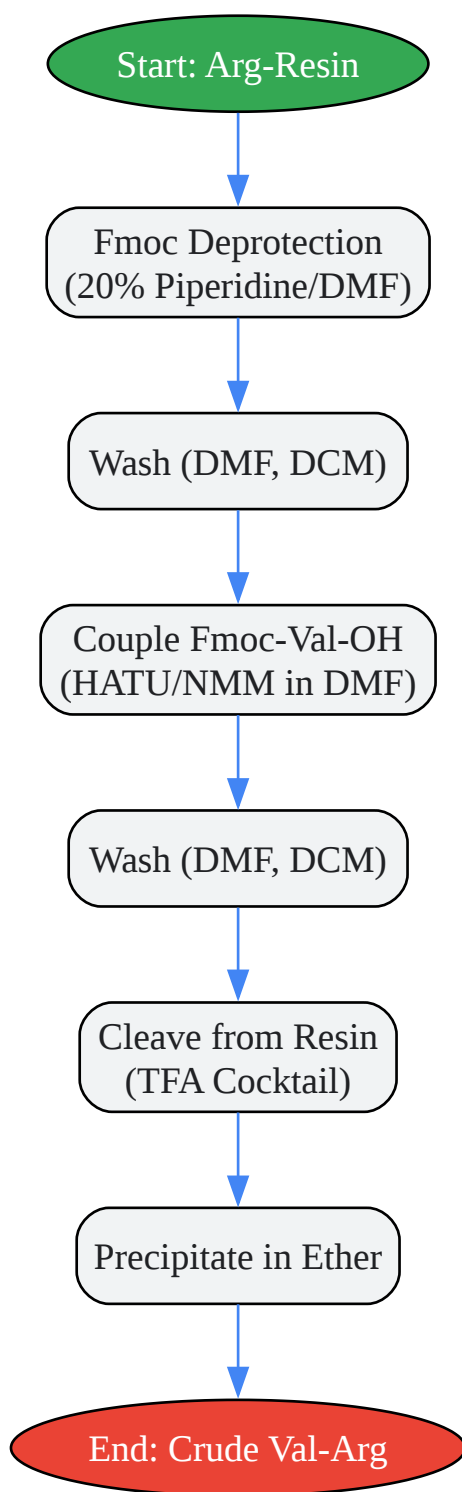 Start: Arg-Resin
Fmoc Deprotection
(20% Piperidine/DMF)
Wash (DMF, DCM)
Couple Fmoc-Val-OH
(HATU/NMM in DMF)
Wash (DMF, DCM)
Cleave from Resin
(TFA Cocktail)
Precipitate in Ether
End: Crude Val-Arg